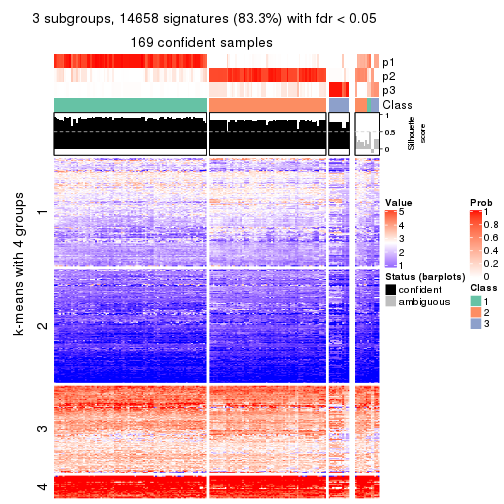 3 subgroups, 14658 signatures (83.3%) with fdr < 0.05
169 confident samples
p1
p2
p3
Class
1
0.5
0
Silhouette
score
k-means with 4 groups
1
2
3
4
Value
5
4
3
2
1
Status (barplots)
confident
ambiguous
Prob
1
0.8
0.6
0.4
0.2
0
Class
1
2
3